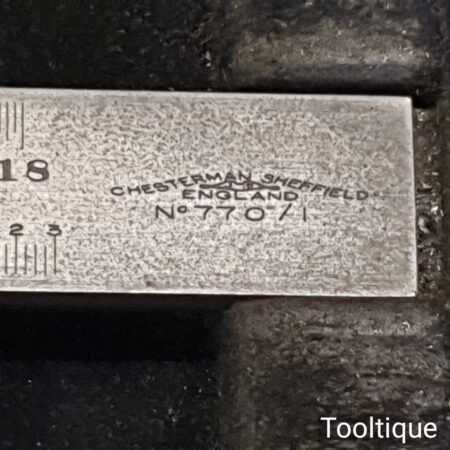 18
CHESTERMAN SHEFFIELD
ENGLAND
Nº 770/1
2 3
Tooltique